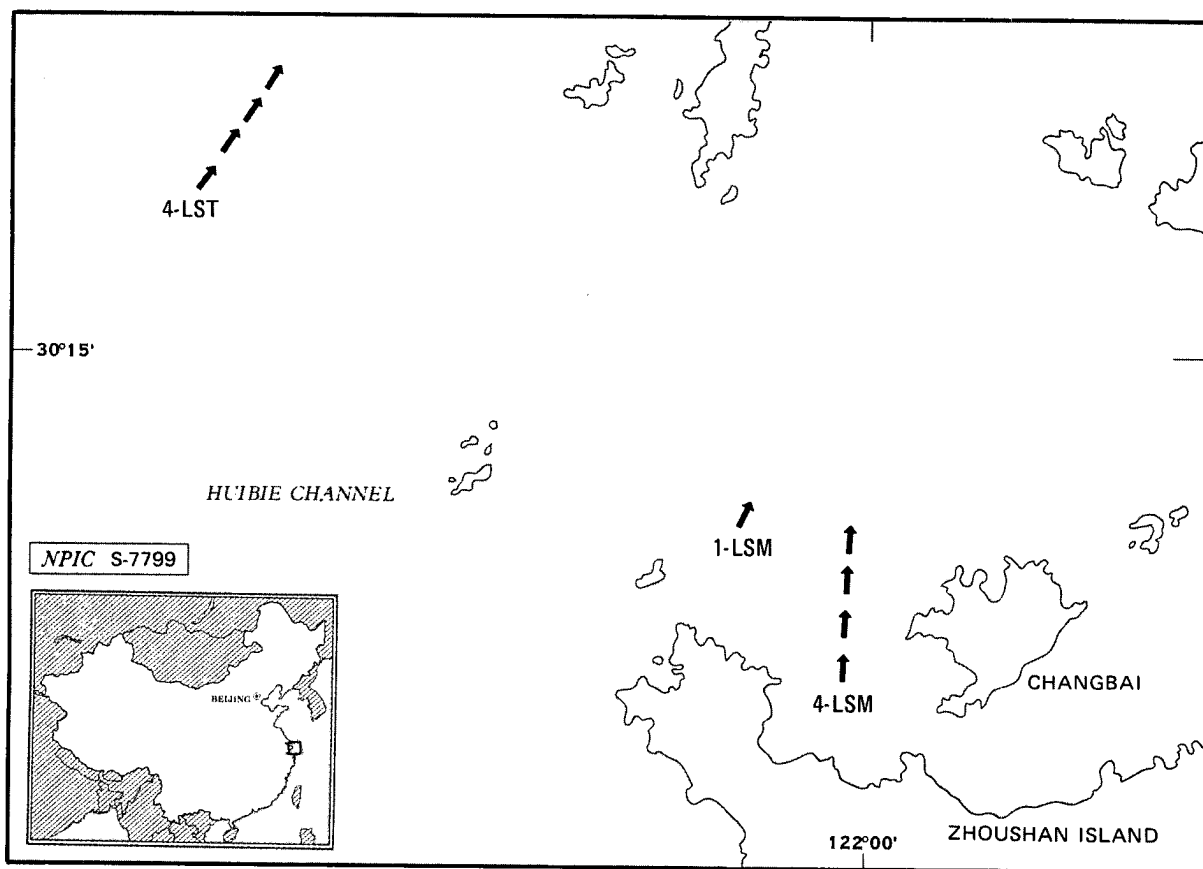 4-LST
30°15'
HUIBIE CHANNEL
1-LSM
NPIC S-7799
BEIJING
CHANGBAI
4-LSM
ZHOUSHAN ISLAND
122°00'